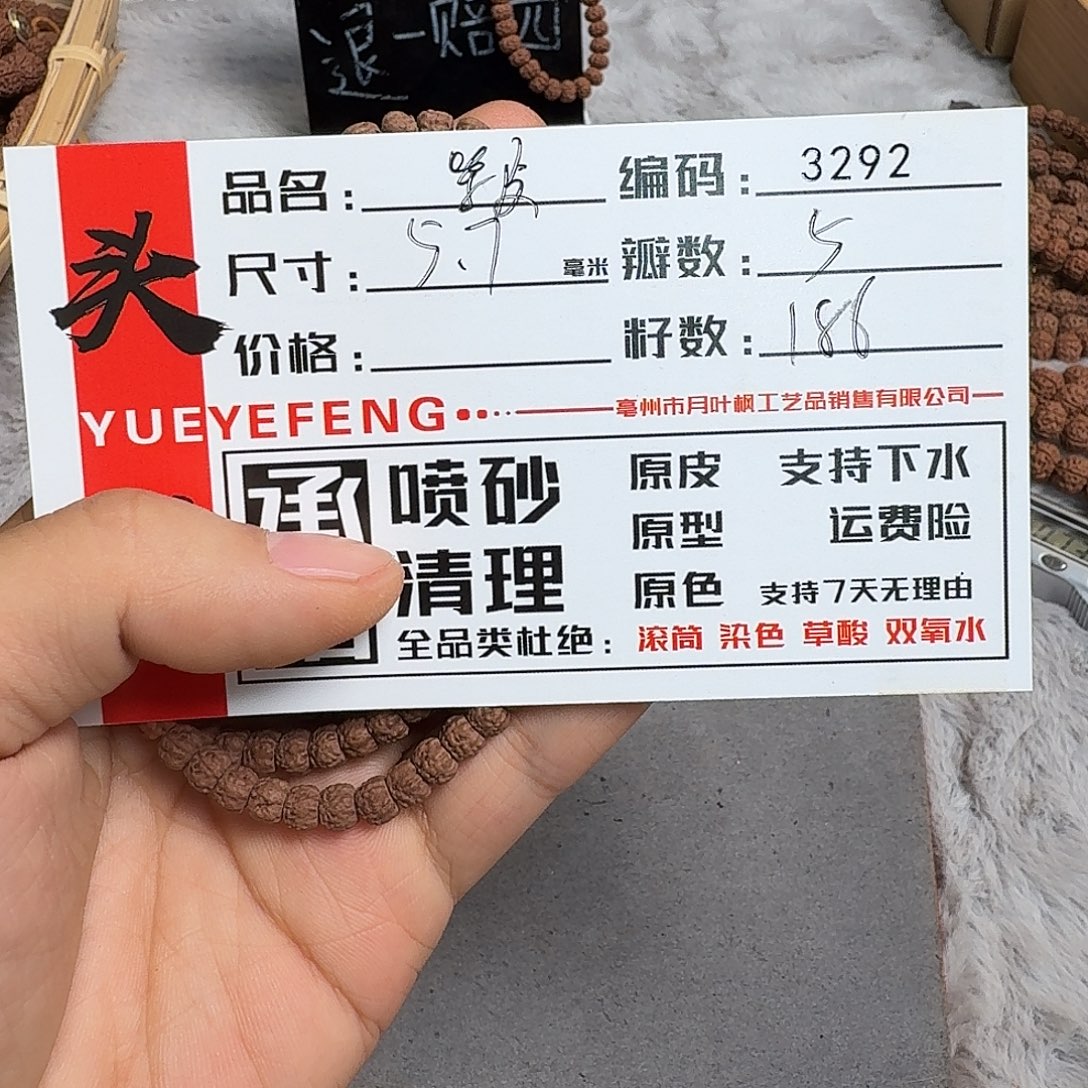 退一赔四
头
品名： 编码：3292
尺寸：5.7毫米 瓣数：5
价格： 籽数：186
YUEYEFENG 亳州市月叶枫工艺品销售有限公司
承 喷砂 原皮 支持下水
清理 原型 运费险
原色 支持7天无理由
全品类杜绝：滚筒 染色 草酸 双氧水